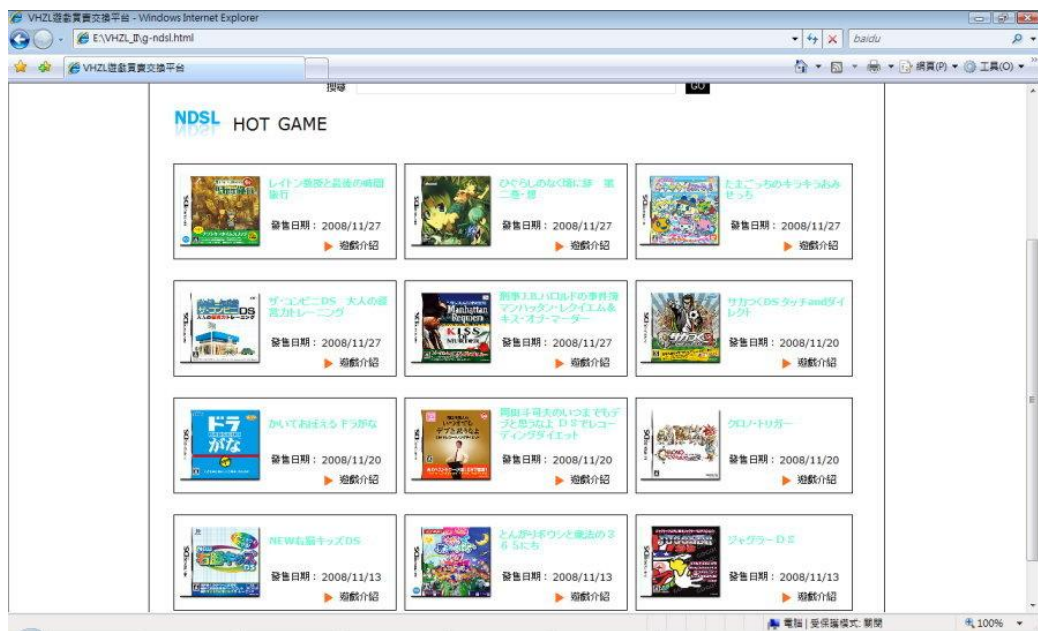 VHZL遊戲買賣交換平台 - Windows Internet Explorer
E:\VHZL_II\g-ndsl.html
baidu
VHZL遊戲買賣交換平台
網頁(P)
工具(O)
搜尋
GO
NDSL HOT GAME
レイトン教授と最後の時間
旅行
發售日期：2008/11/27
遊戲介紹
ひぐらしのなく頃に絆 第
二巻・想
發售日期：2008/11/27
遊戲介紹
たまごっちのキラキラおみ
せっち
發售日期：2008/11/27
遊戲介紹
ザ・コンビニDS 大人の経
営力トレーニング
發售日期：2008/11/27
遊戲介紹
刑事J.B.ハロルドの事件簿
マンハッタン・レクイエム＆
キス・オブ・マーダー
發售日期：2008/11/27
遊戲介紹
サカつくDS タッチandダイ
レクト
發售日期：2008/11/20
遊戲介紹
かいておぼえる ドラがな
發售日期：2008/11/20
遊戲介紹
岡田斗司夫のいつまでもデ
ブと思うなよ DSでレコー
ディングダイエット
發售日期：2008/11/20
遊戲介紹
クロノ・トリガー
發售日期：2008/11/20
遊戲介紹
NEW右脳キッズDS
發售日期：2008/11/13
遊戲介紹
とんがりボウシと魔法の3
65にち
發售日期：2008/11/13
遊戲介紹
ジャグラーDS
發售日期：2008/11/13
遊戲介紹
ドラ
がな
Manhattan
Requiem
KISS
JUGGLER
電腦 | 受保護模式: 關閉
100%